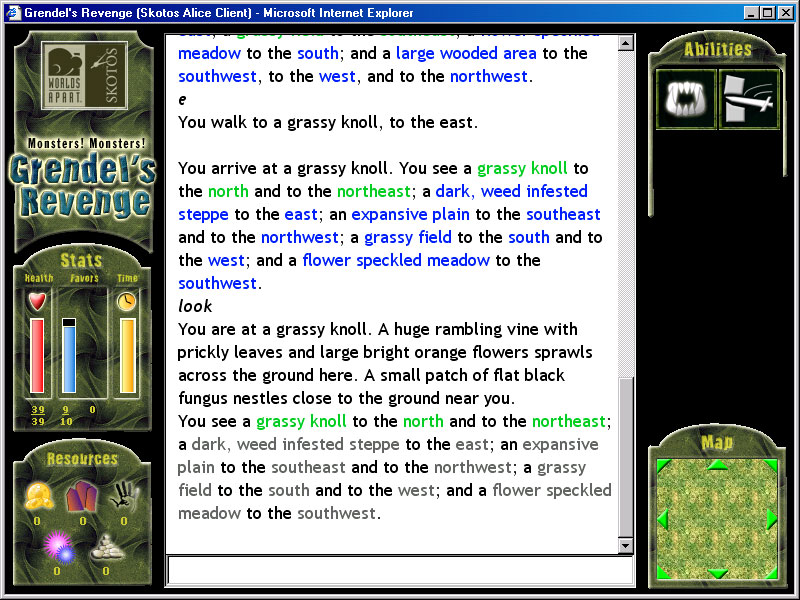 Grendel's Revenge (Skotos Alice Client) - Microsoft Internet Explorer
WORLDS
APART
SKOTOS
Monsters! Monsters!
Grendel's
Revenge
Stats
Health Favors Time
39 9 0
39 10
Resources
0 0 0
0 0
meadow to the south; and a large wooded area to the
southwest, to the west, and to the northwest.
e
You walk to a grassy knoll, to the east.
You arrive at a grassy knoll. You see a grassy knoll to
the north and to the northeast; a dark, weed infested
steppe to the east; an expansive plain to the southeast
and to the northwest; a grassy field to the south and to
the west; and a flower speckled meadow to the
southwest.
look
You are at a grassy knoll. A huge rambling vine with
prickly leaves and large bright orange flowers sprawls
across the ground here. A small patch of flat black
fungus nestles close to the ground near you.
You see a grassy knoll to the north and to the northeast;
a dark, weed infested steppe to the east; an expansive
plain to the southeast and to the northwest; a grassy
field to the south and to the west; and a flower speckled
meadow to the southwest.
Abilities
Map